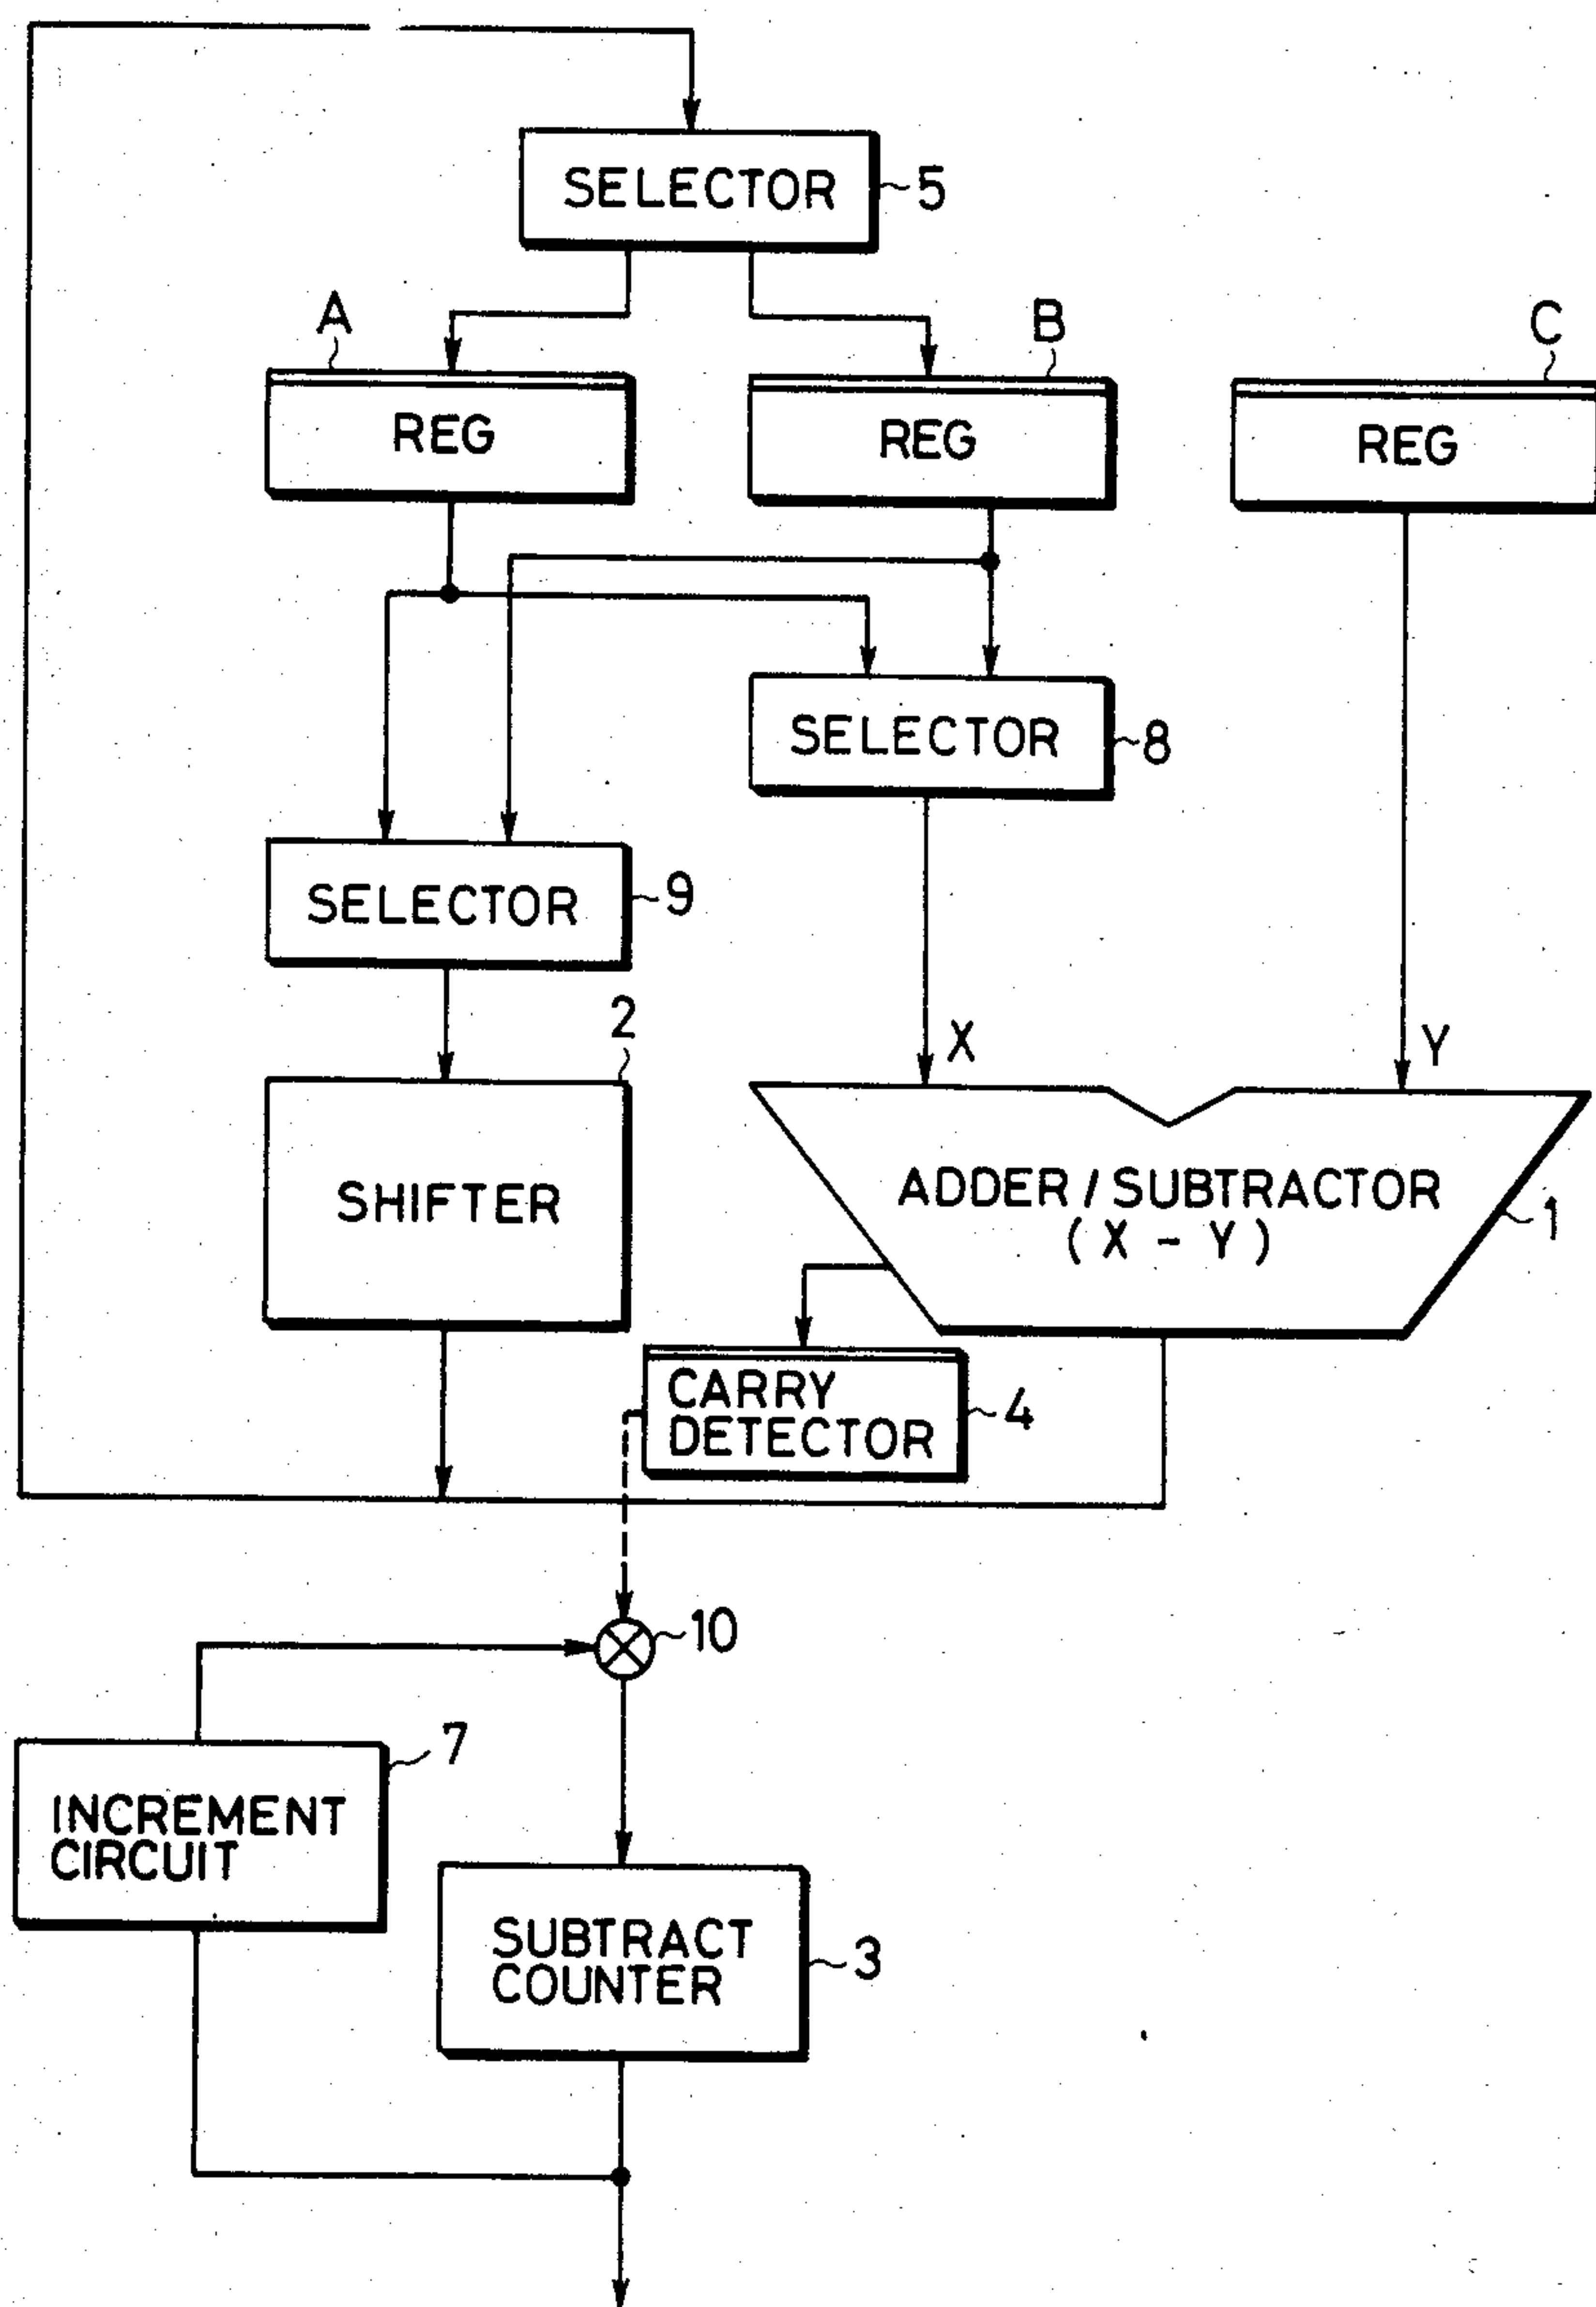 SELECTOR
5
A
B
C
REG
REG
REG
SELECTOR
8
SELECTOR
9
2
X
Y
SHIFTER
ADDER / SUBTRACTOR
( X - Y )
1
CARRY
DETECTOR
4
10
7
INCREMENT
CIRCUIT
SUBTRACT
COUNTER
3